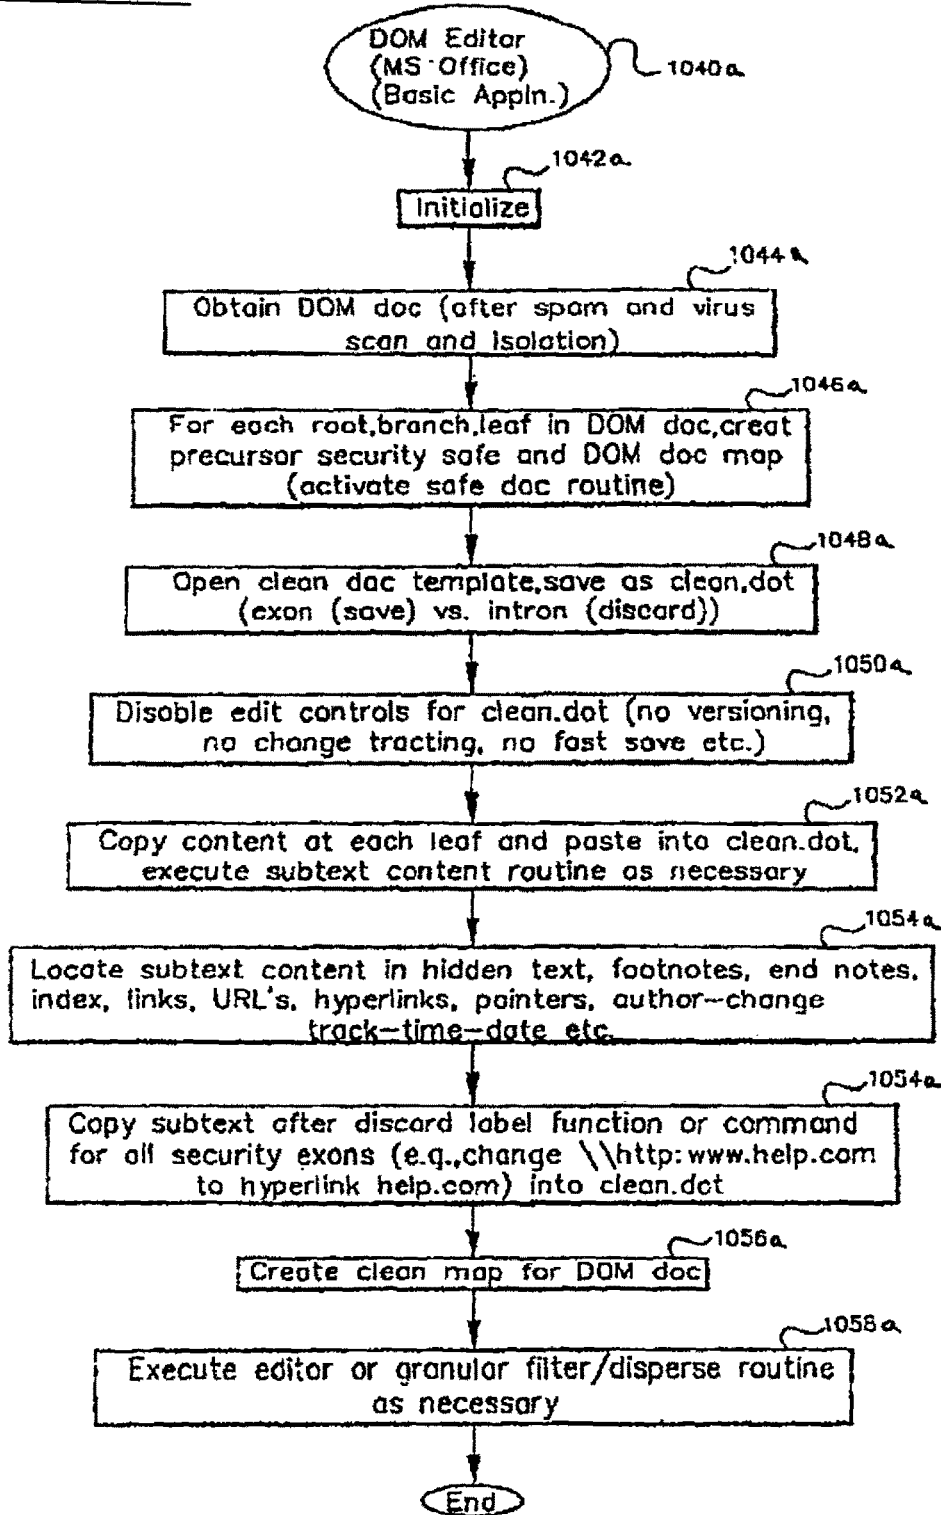 DOM Editor
(MS Office)
(Basic Appln.)
1040a
1042a
Initialize
1044a
Obtain DOM doc (after spam and virus
scan and isolation)
1046a
For each root,branch,leaf in DOM doc,creat
precursor security safe and DOM doc map
(activate safe doc routine)
1048a
Open clean doc template,save as clean.dot
(exon (save) vs. intron (discard))
1050a
Disable edit controls for clean.dot (no versioning,
no change tracting, no fast save etc.)
1052a
Copy content at each leaf and paste into clean.dot,
execute subtext content routine as necessary
1054a
Locate subtext content in hidden text, footnotes, end notes,
index, links, URL's, hyperlinks, pointers, author-change
track-time-date etc.
1054a
Copy subtext after discard label function or command
for all security exons (e.q.,change \\http: www.help.com
to hyperlink help.com) into clean.dot
1056a
Create clean map for DOM doc
1058a
Execute editor or granular filter/disperse routine
as necessary
End